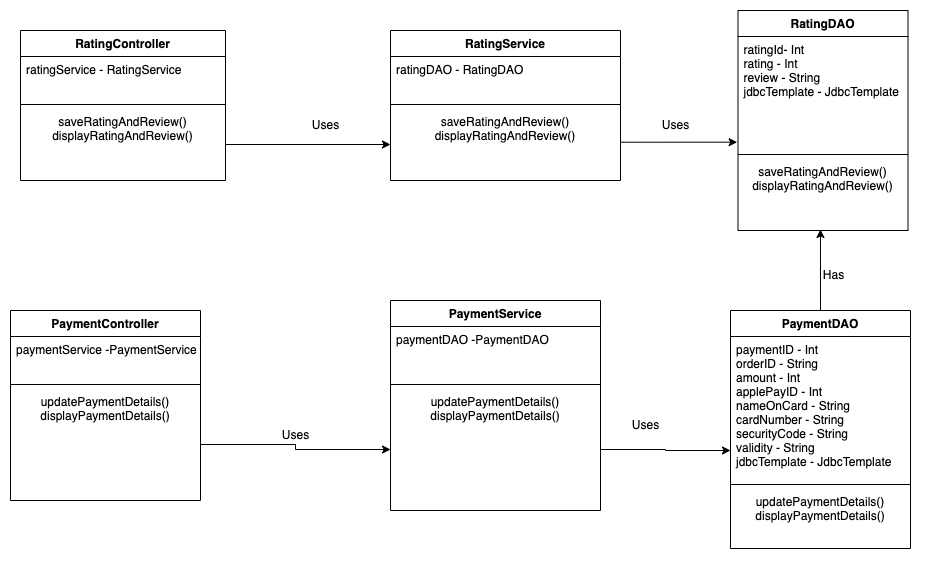 RatingController
ratingService - RatingService
saveRatingAndReview()
displayRatingAndReview()
Uses
RatingService
ratingDAO - RatingDAO
saveRatingAndReview()
displayRatingAndReview()
Uses
RatingDAO
ratingId- Int
rating - Int
review - String
jdbcTemplate - JdbcTemplate
saveRatingAndReview()
displayRatingAndReview()
Has
PaymentController
paymentService -PaymentService
updatePaymentDetails()
displayPaymentDetails()
Uses
PaymentService
paymentDAO -PaymentDAO
updatePaymentDetails()
displayPaymentDetails()
Uses
PaymentDAO
paymentID - Int
orderID - String
amount - Int
applePayID - Int
nameOnCard - String
cardNumber - String
securityCode - String
validity - String
jdbcTemplate - JdbcTemplate
updatePaymentDetails()
displayPaymentDetails()